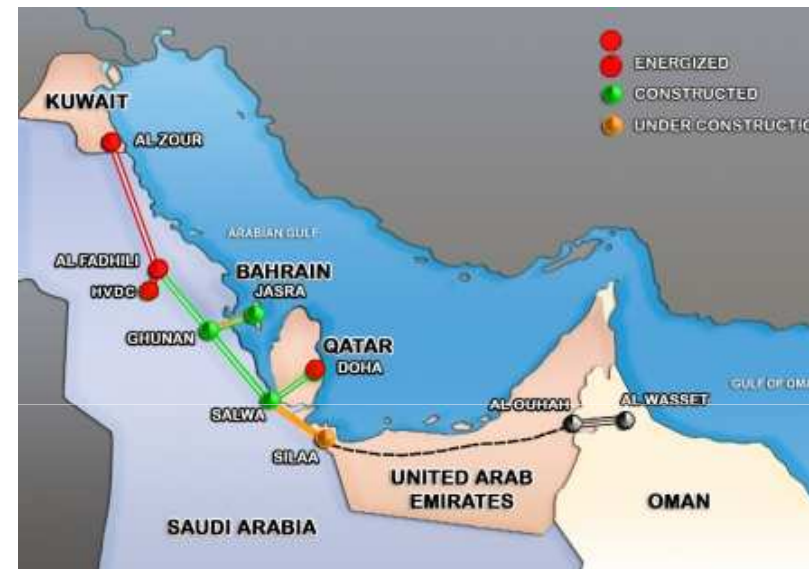 ENERGIZED
CONSTRUCTED
UNDER CONSTRUCTIO
KUWAIT
AL ZOUR
ARABIAN GULF
AL FADHILI
HVDC
BAHRAIN
JASRA
GHUNAN
QATAR
DOHA
SALWA
SILAA
AL OUHAH
AL WASSET
GULF OF OMA
UNITED ARAB
EMIRATES
OMAN
SAUDI ARABIA